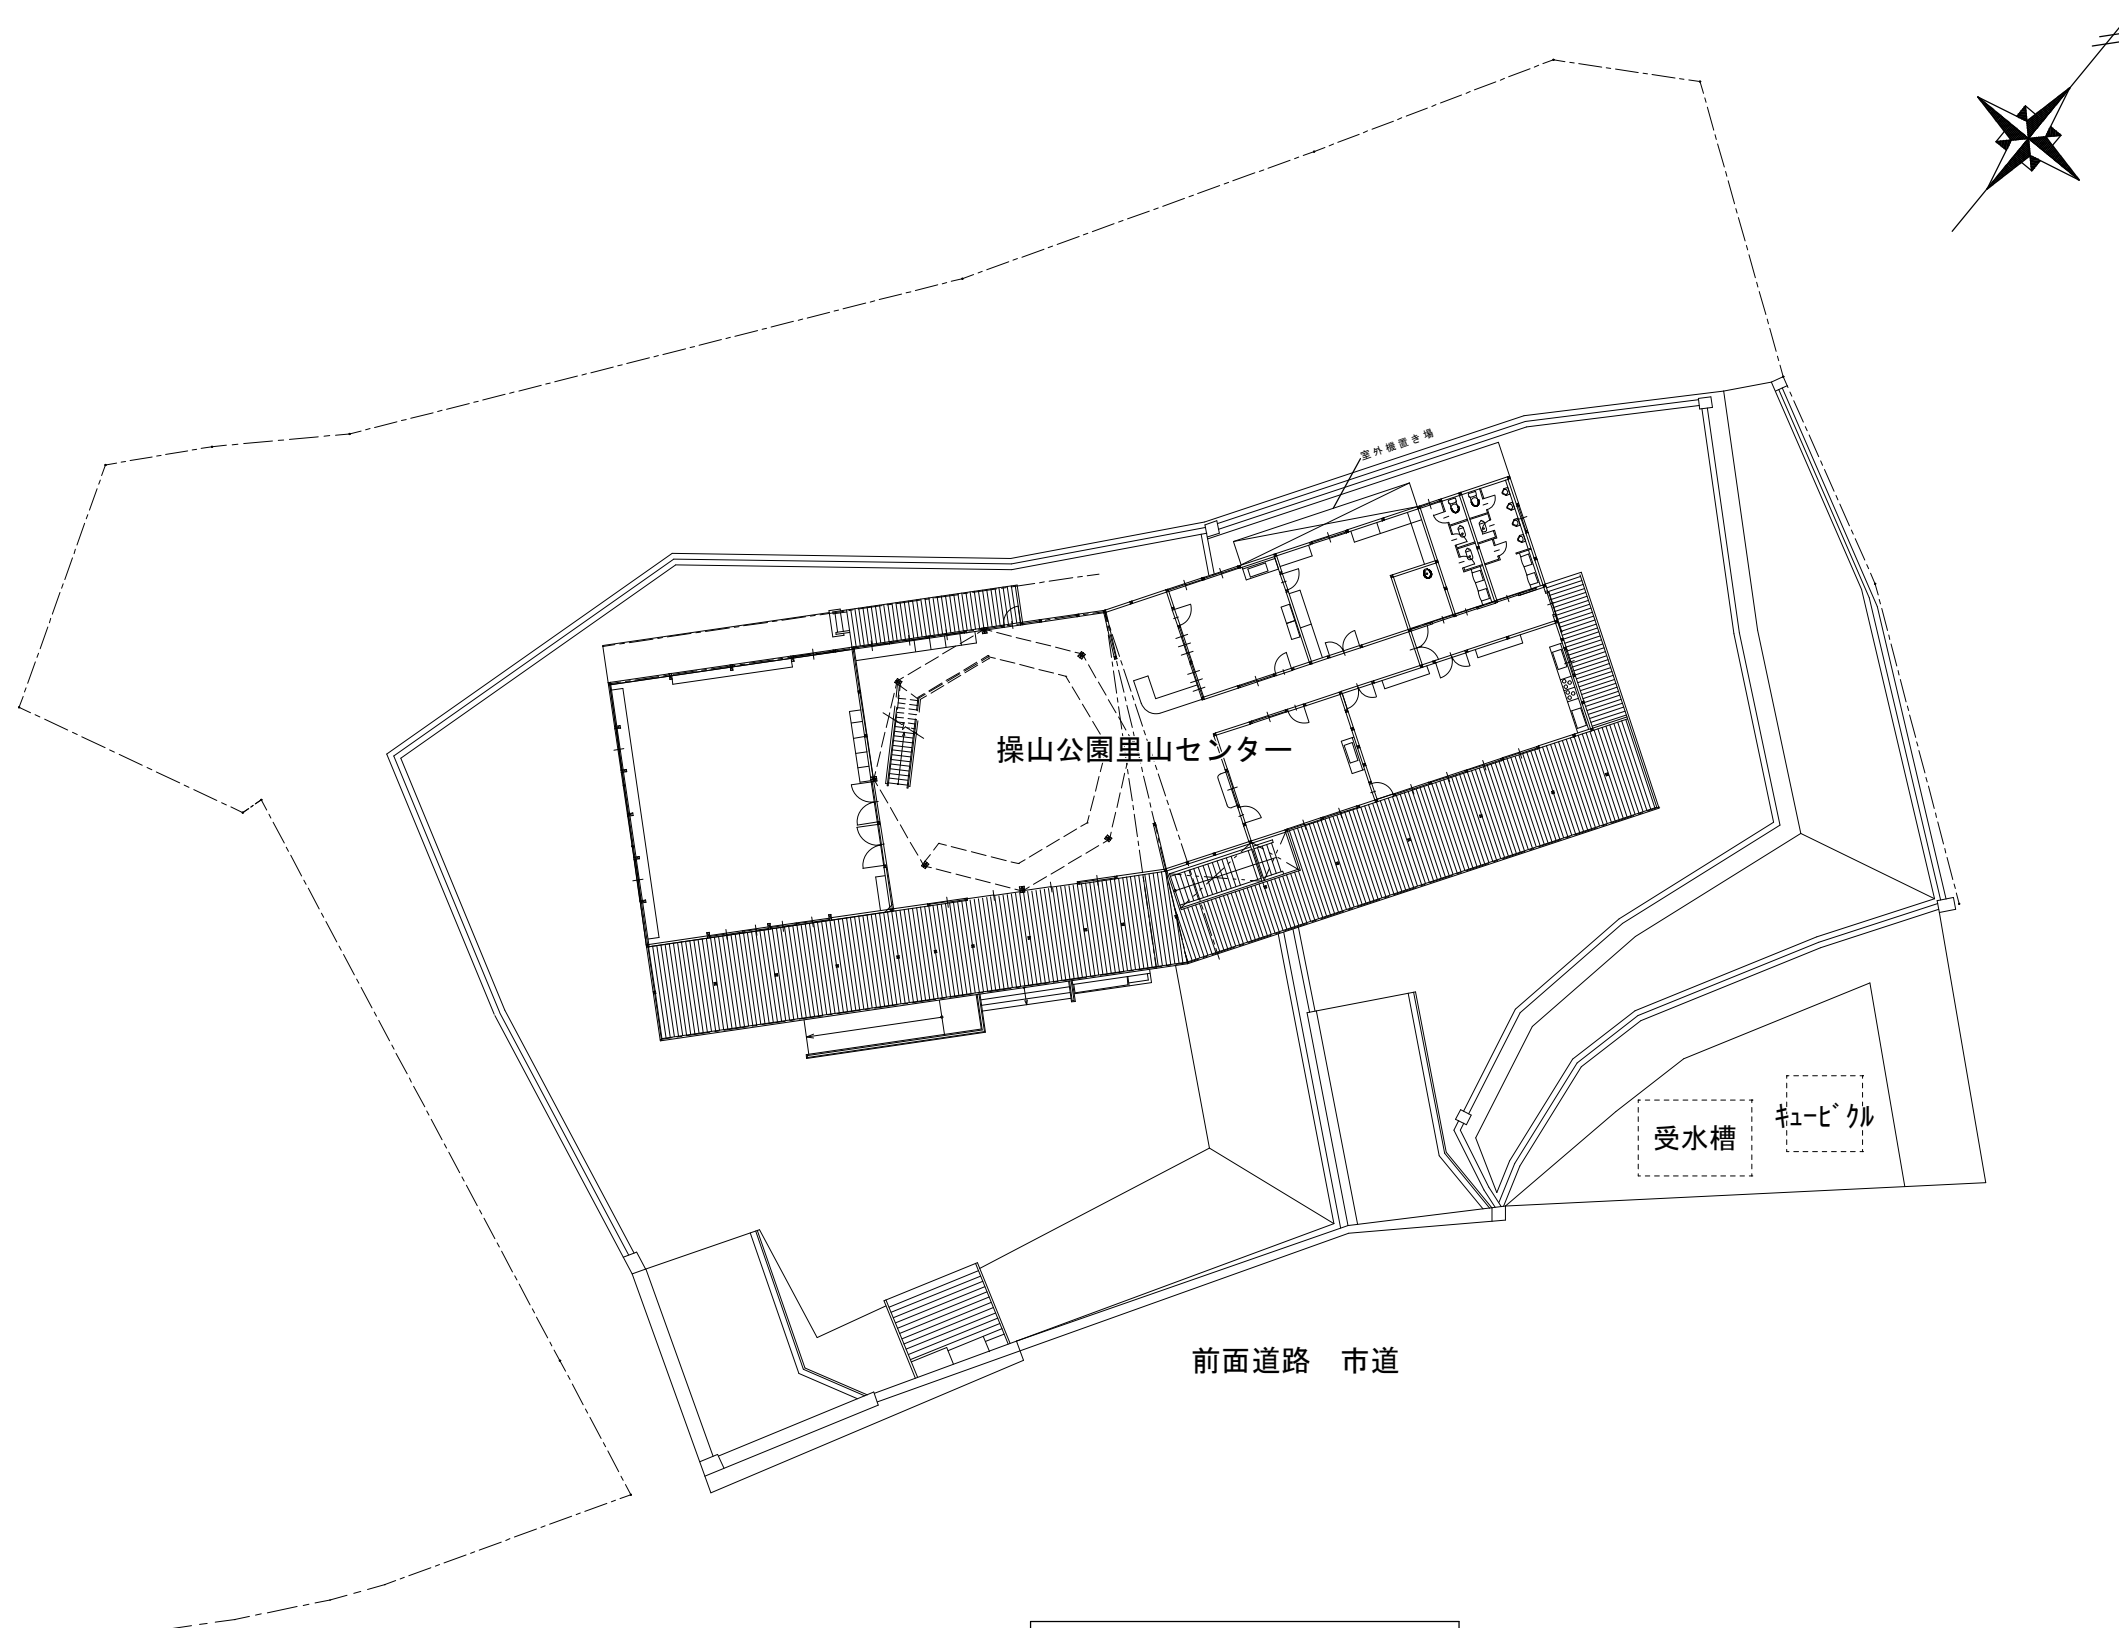 室外機置き場
操山公園里山センター
キュービクル
受水槽
前面道路　市道